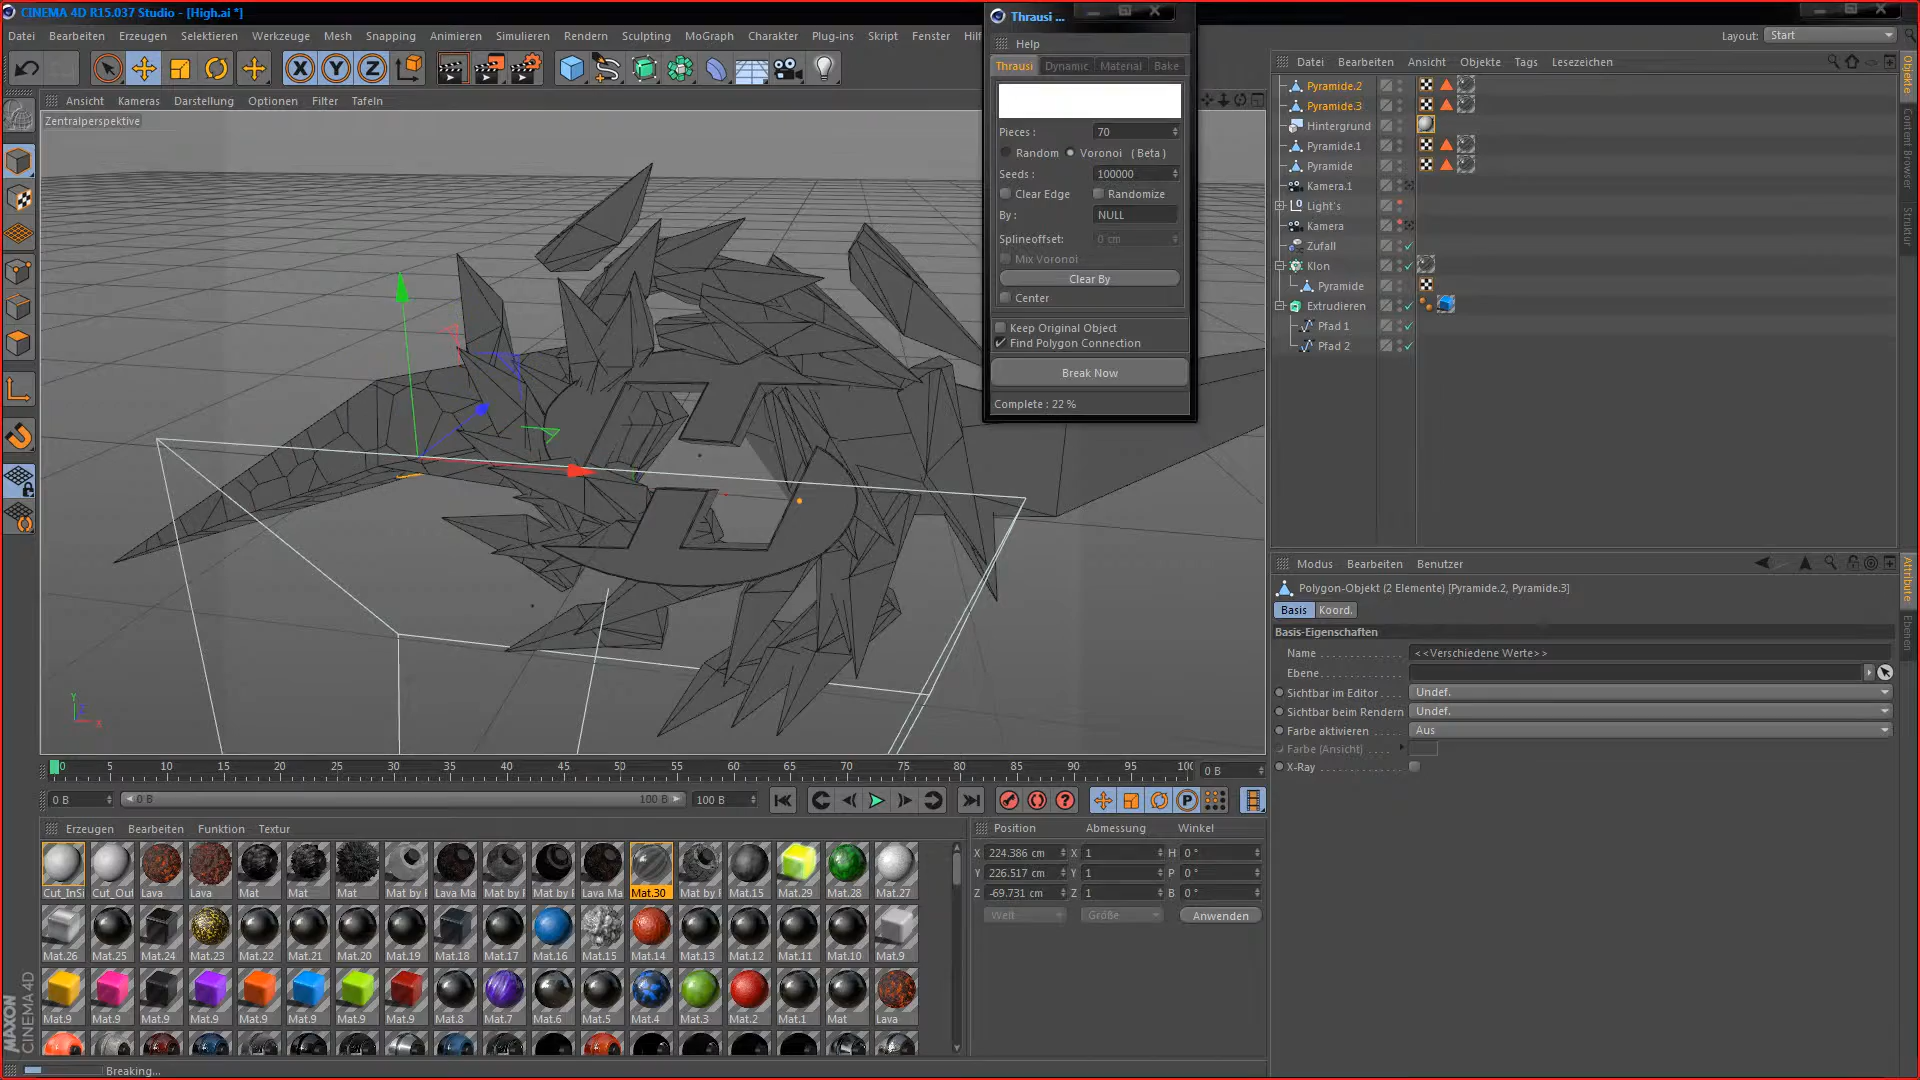 CINEMA 4D R15.037 Studio - [High.ai *]
Datei Bearbeiten Erzeugen Selektieren Werkzeuge Mesh Snapping Animieren Simulieren Rendern Sculpting MoGraph Charakter Plug-ins Skript Fenster Hilf
Layout: Start
Ansicht Kameras Darstellung Optionen Filter Tafeln
Zentralperspektive
Thrausi ...
Help
Thrausi Dynamic Material Bake
Pieces : 70
Random Voronoi ( Beta )
Seeds : 100000
Clear Edge Randomize
By : NULL
Splineoffset: 0 cm
Mix Voronoi
Clear By
Center
Keep Original Object
Find Polygon Connection
Break Now
Complete : 22 %
Datei Bearbeiten Ansicht Objekte Tags Lesezeichen
Pyramide.2
Pyramide.3
Hintergrund
Pyramide.1
Pyramide
Kamera.1
Light's
Kamera
Zufall
Klon
Pyramide
Extrudieren
Pfad 1
Pfad 2
Objekte
Content Browser
Struktur
Modus Bearbeiten Benutzer
Polygon-Objekt (2 Elemente) [Pyramide.2, Pyramide.3]
Basis Koord.
Basis-Eigenschaften
Name <<Verschiedene Werte>>
Ebene
Sichtbar im Editor Undef.
Sichtbar beim Rendern Undef.
Farbe aktivieren Aus
Farbe (Ansicht)
X-Ray
Attribute
Ebenen
Y
Z
X
0 5 10 15 20 25 30 35 40 45 50 55 60 65 70 75 80 85 90 95 100 0 B
0 B 0 B 100 B 100 B
Erzeugen Bearbeiten Funktion Textur
Cut_InSi Cut_Out Lava Lava Mat Mat Mat Mat by F Lava Ma Mat by F Mat by F Lava Ma Mat.30 Mat by F Mat.15 Mat.29 Mat.28 Mat.27
Mat.26 Mat.25 Mat.24 Mat.23 Mat.22 Mat.21 Mat.20 Mat.19 Mat.18 Mat.17 Mat.16 Mat.15 Mat.14 Mat.13 Mat.12 Mat.11 Mat.10 Mat.9
Mat.9 Mat.9 Mat.9 Mat.9 Mat.9 Mat.9 Mat.9 Mat.9 Mat.8 Mat.7 Mat.6 Mat.5 Mat.4 Mat.3 Mat.2 Mat.1 Mat Lava
Position Abmessung Winkel
X 224.386 cm X 1 H 0 °
Y 226.517 cm Y 1 P 0 °
Z -69.731 cm Z 1 B 0 °
Welt Größe Anwenden
MAXON
CINEMA 4D
Breaking...